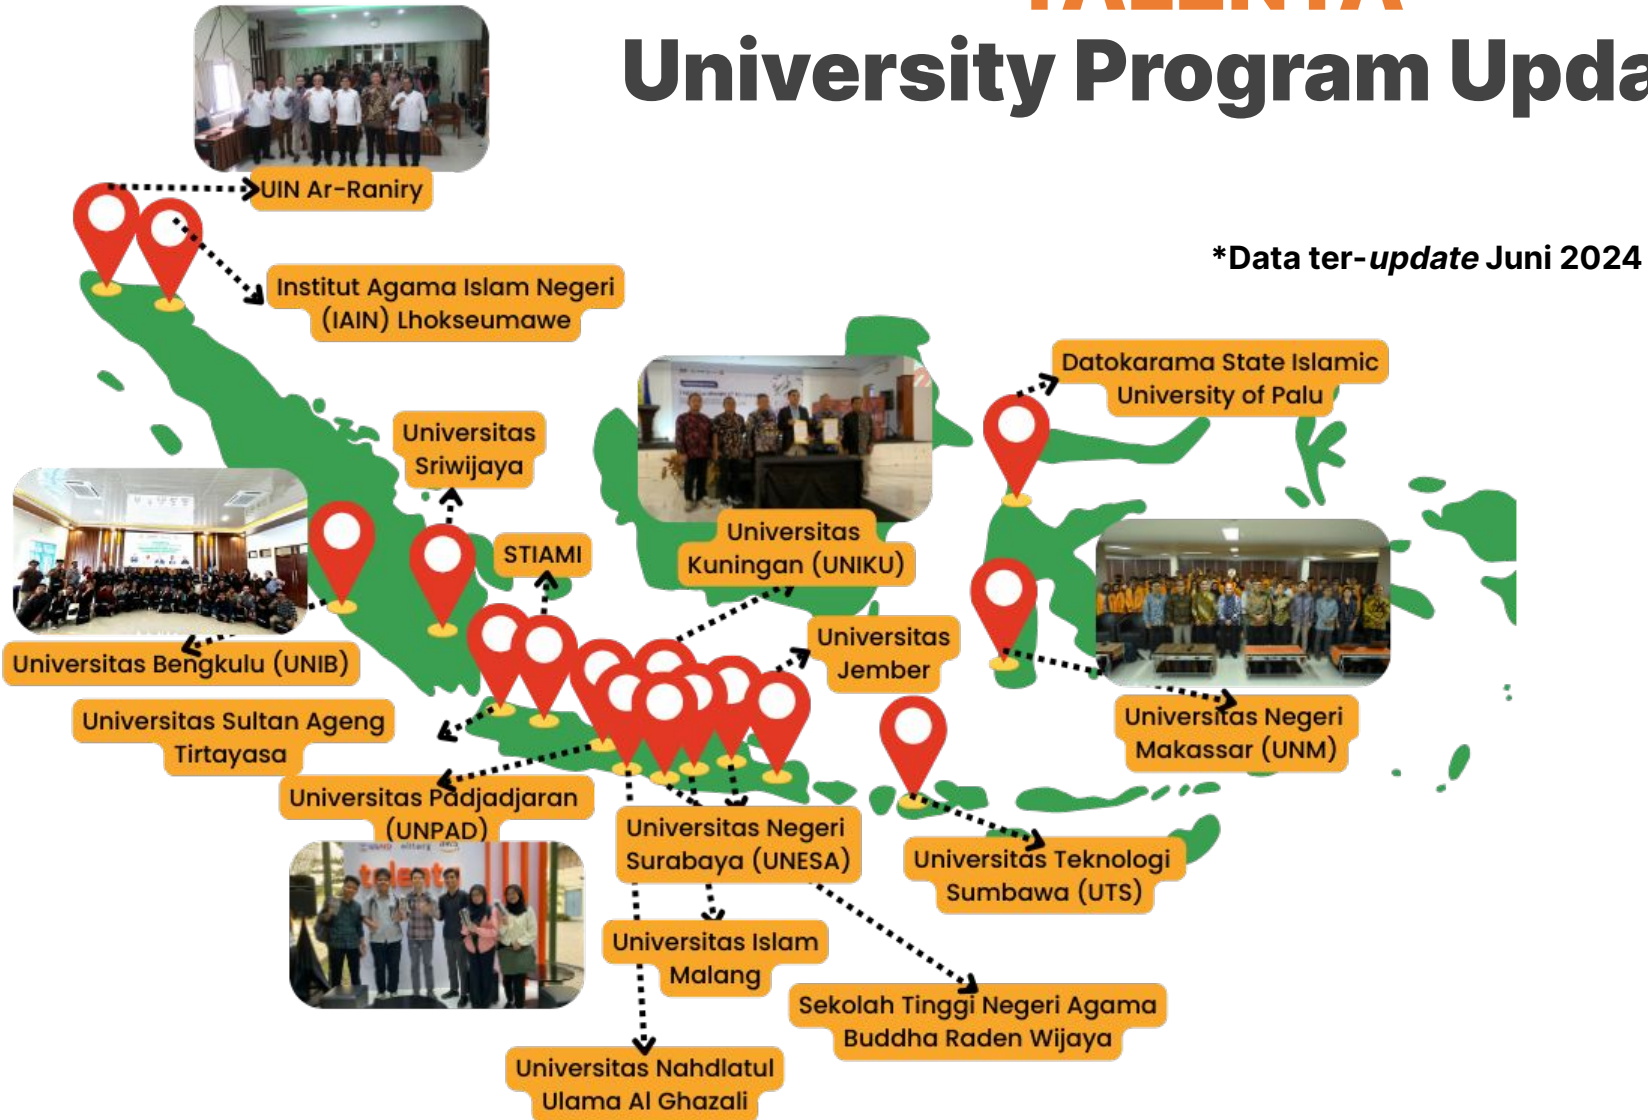 University Program Upda
*Data ter-update Juni 2024
UIN Ar-Raniry
Institut Agama Islam Negeri
(IAIN) Lhokseumawe
Datokarama State Islamic
University of Palu
Universitas
Sriwijaya
STIAMI
Universitas
Kuningan (UNIKU)
Universitas
Jember
Universitas Bengkulu (UNIB)
Universitas Sultan Ageng
Tirtayasa
Universitas Negeri
Makassar (UNM)
Universitas Padjadjaran
(UNPAD)
talenta
Universitas Negeri
Surabaya (UNESA)
Universitas Teknologi
Sumbawa (UTS)
Universitas Islam
Malang
Sekolah Tinggi Negeri Agama
Buddha Raden Wijaya
Universitas Nahdlatul
Ulama Al Ghazali